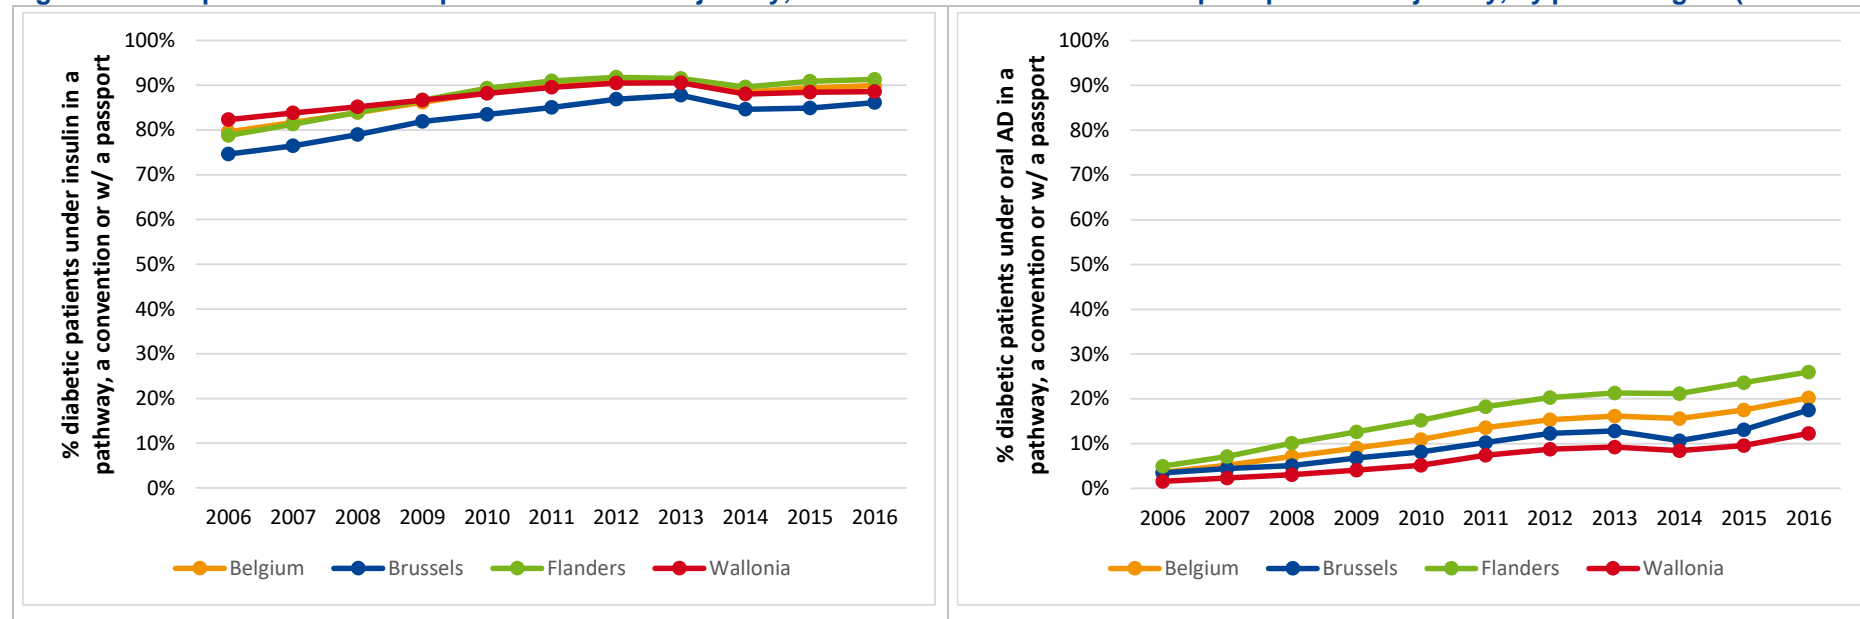 100%
90%
80%
70%
60%
50%
40%
30%
20%
10%
0%
% diabetic patients under insulin in a
pathway, a convention or w/ a passport
2006 2007 2008 2009 2010 2011 2012 2013 2014 2015 2016
Belgium Brussels Flanders Wallonia
100%
90%
80%
70%
60%
50%
40%
30%
20%
10%
0%
% diabetic patients under oral AD in a
pathway, a convention or w/ a passport
2006 2007 2008 2009 2010 2011 2012 2013 2014 2015 2016
Belgium Brussels Flanders Wallonia